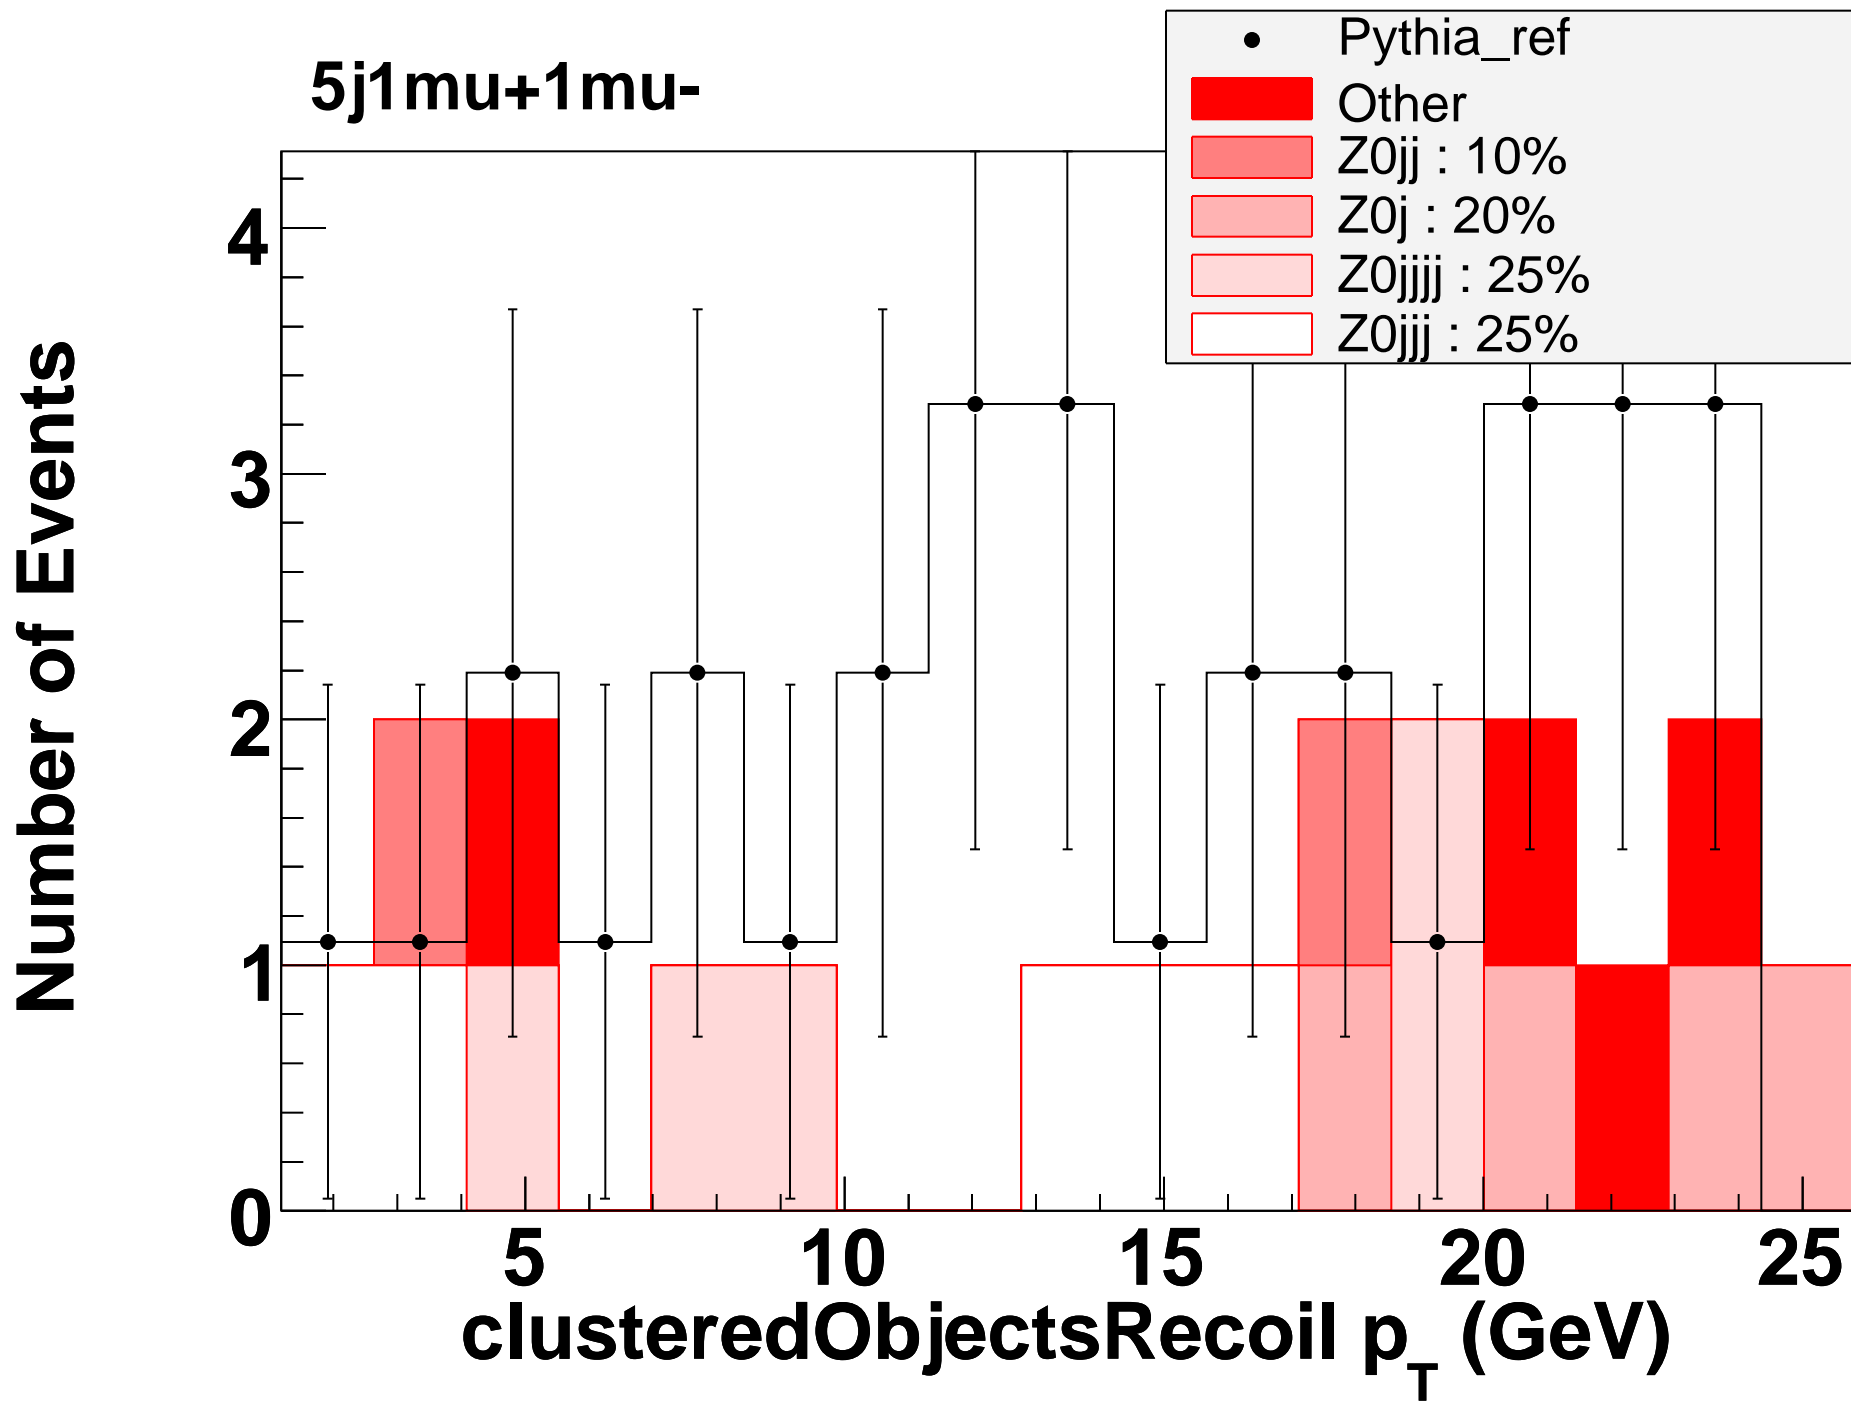 5j1mu+1mu-
Pythia_ref
Other
Z0jj : 10%
Z0j : 20%
Z0jjjj : 25%
Z0jjj : 25%
Number of Events
4
3
2
1
0
5 10 15 20 25
clusteredObjectsRecoil p_T (GeV)